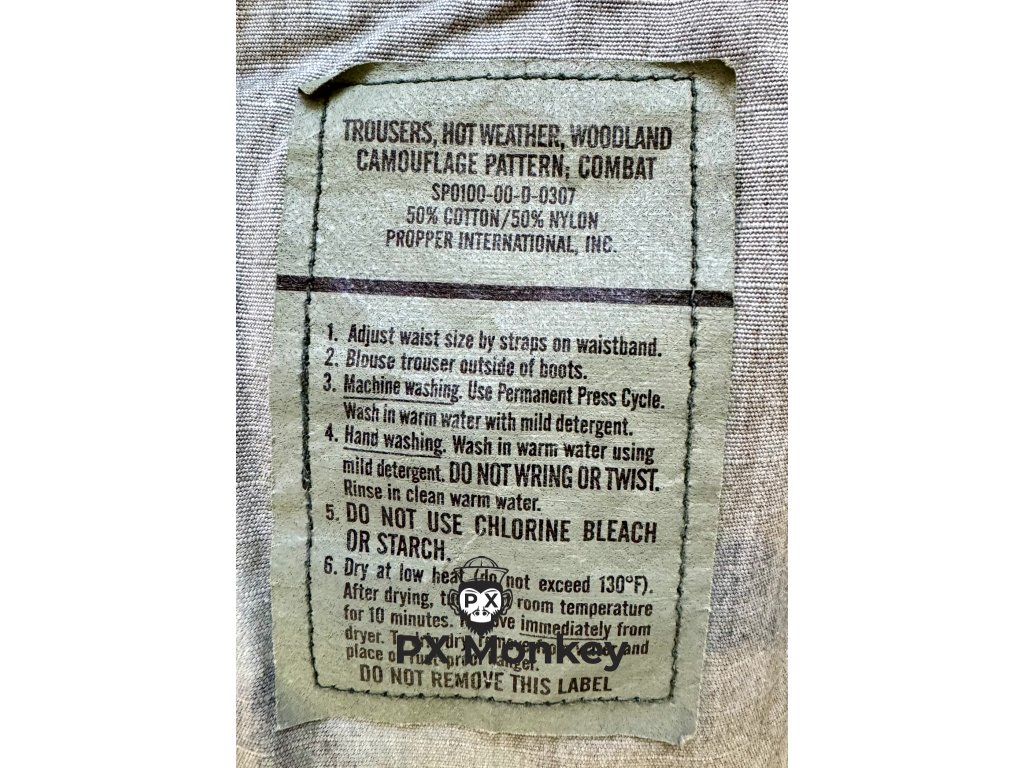 TROUSERS, HOT WEATHER, WOODLAND
CAMOUFLAGE PATTERN; COMBAT
SPO100-00-D-0307
50% COTTON/50% NYLON
PROPPER INTERNATIONAL, INC.
1. Adjust waist size by straps on waistband.
2. Blouse trouser outside of boots.
3. Machine washing. Use Permanent Press Cycle.
Wash in warm water with mild detergent.
4. Hand washing. Wash in warm water using
mild detergent. DO NOT WRING OR TWIST.
Rinse in clean warm water.
5. DO NOT USE CHLORINE BLEACH
OR STARCH.
6. Dry at low heat (do not exceed 130°F).
After drying, room temperature
for 10 minutes. immediately from
dryer. and
place hanger.
DO NOT REMOVE THIS LABEL
PX
PX Monkey